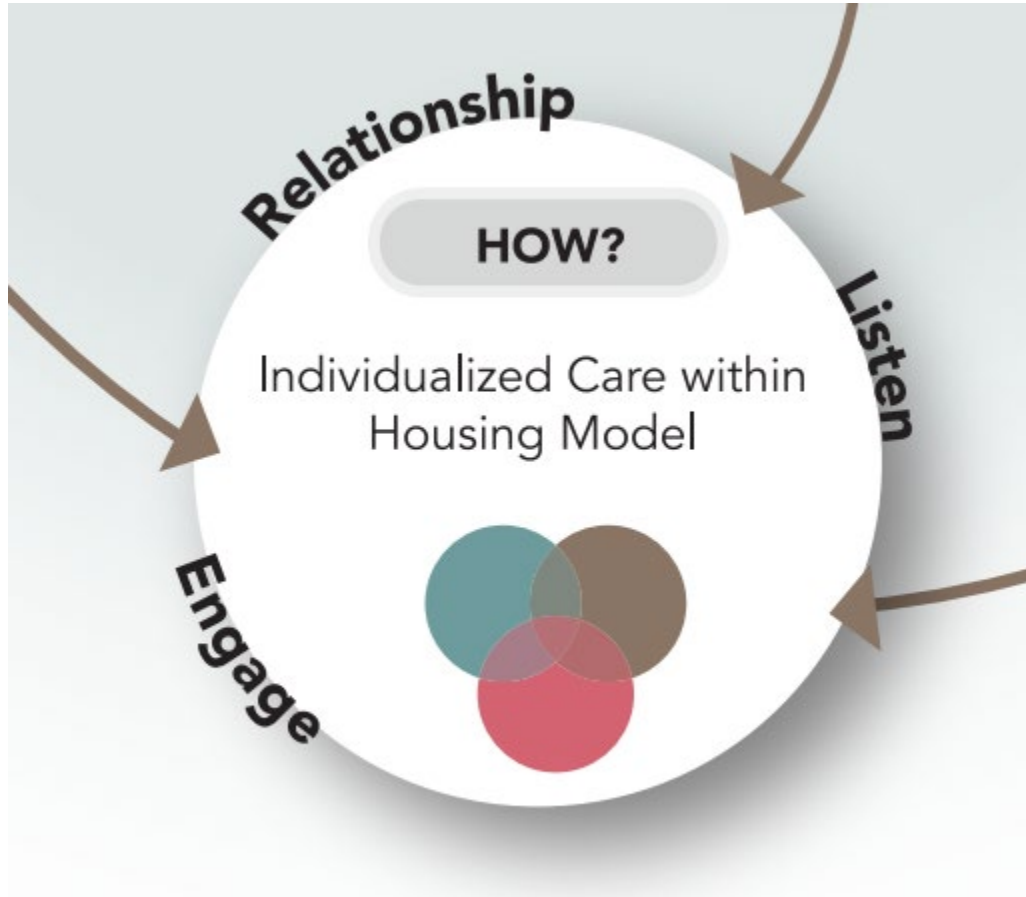 Relationship
HOW?
Listen
Individualized Care within
Housing Model
Engage